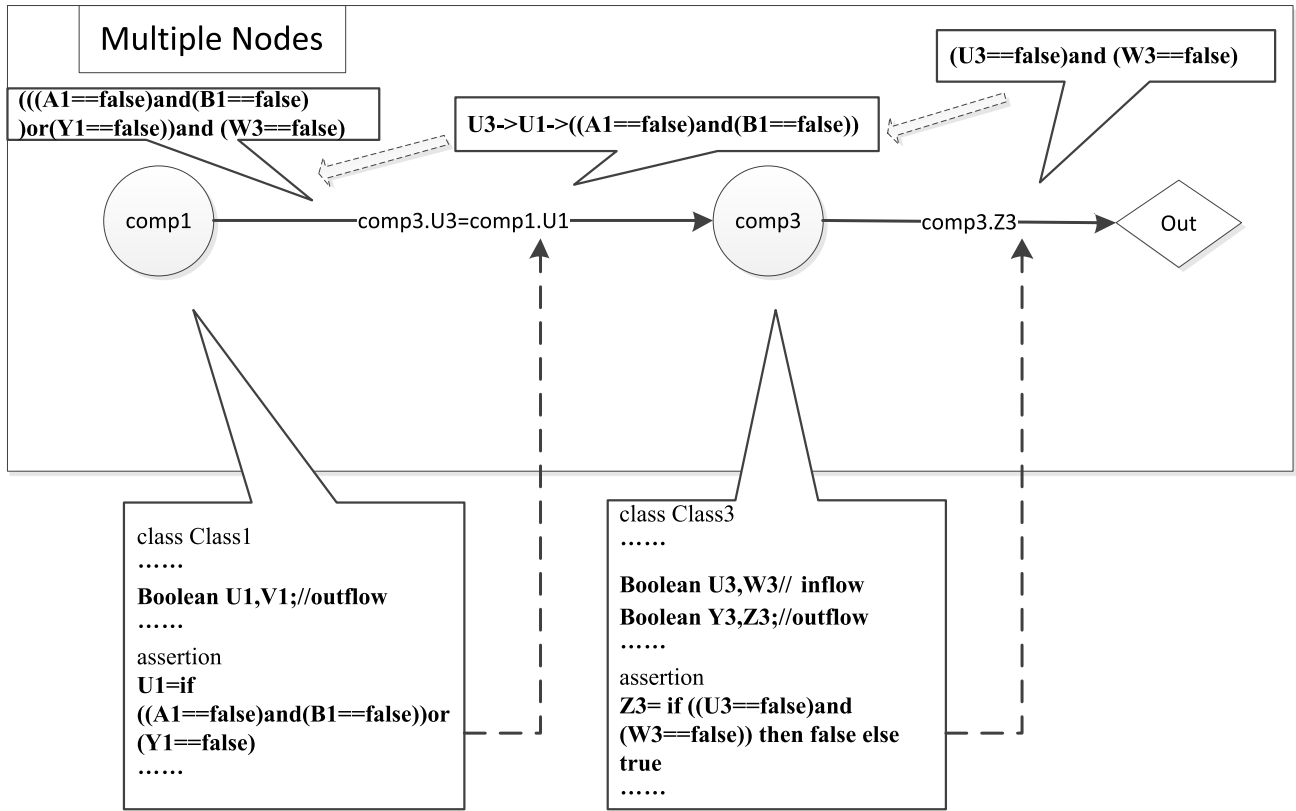 Multiple Nodes
(U3==false)and (W3==false)
(((A1==false)and(B1==false)
)or(Y1==false))and (W3==false)
U3->U1->((A1==false)and(B1==false))
comp1
comp3.U3=comp1.U1
comp3
comp3.Z3
Out
class Class1
……
Boolean U1,V1;//outflow
……
assertion
U1=if
((A1==false)and(B1==false))or
(Y1==false)
……
class Class3
……
Boolean U3,W3// inflow
Boolean Y3,Z3;//outflow
……
assertion
Z3= if ((U3==false)and
(W3==false)) then false else
true
……